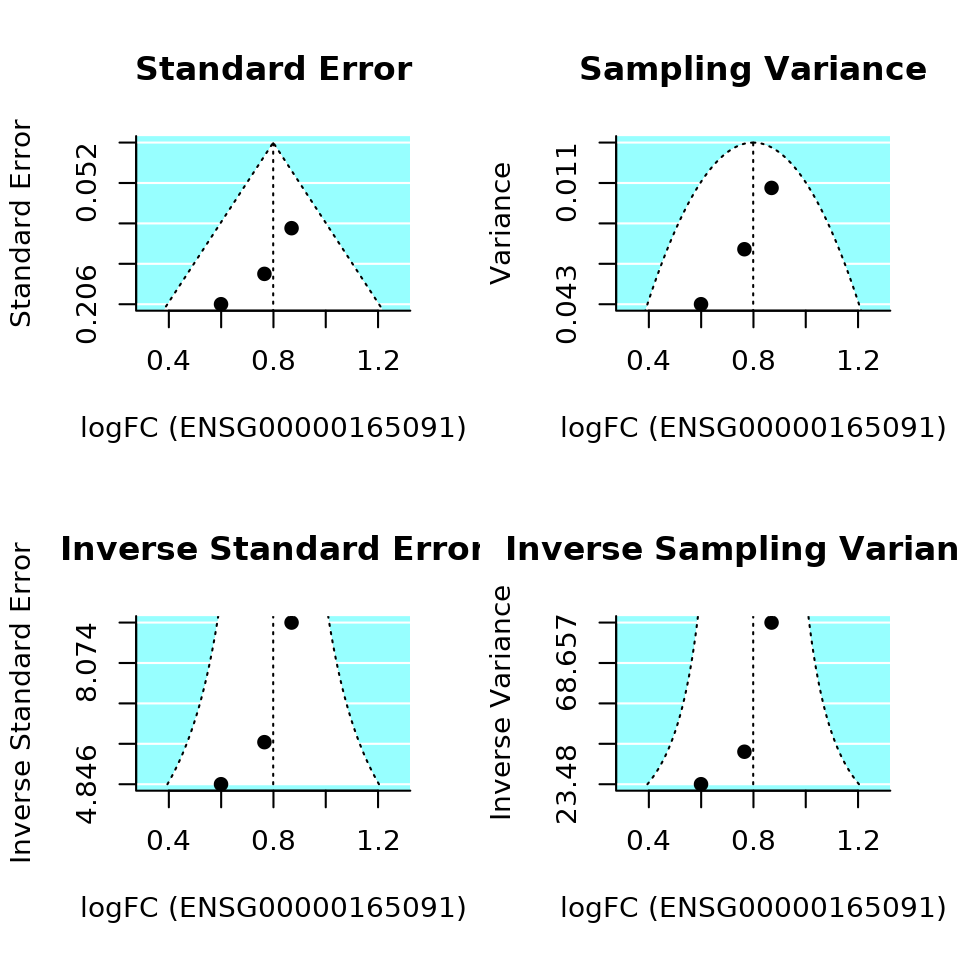 Standard Error
Standard Error
0.052
0.206
0.4 0.8 1.2
logFC (ENSG00000165091)
Sampling Variance
Variance
0.011
0.043
0.4 0.8 1.2
logFC (ENSG00000165091)
Inverse Standard Error
Inverse Standard Error
8.074
4.846
0.4 0.8 1.2
logFC (ENSG00000165091)
Inverse Sampling Varian
Inverse Variance
68.657
23.48
0.4 0.8 1.2
logFC (ENSG00000165091)